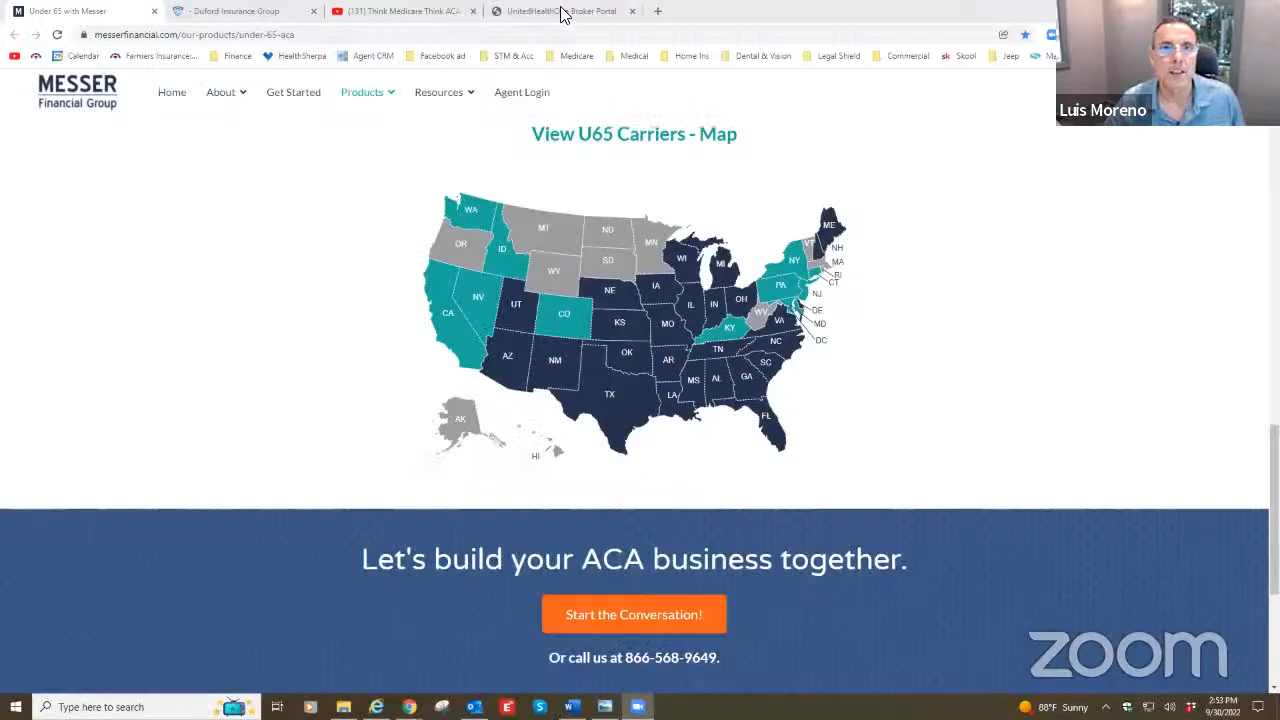 Under 65 with Messer
- Duford Insurance Group
(131) Think Medicare Think ACA
UnitedHealthC Broker Portal
messerfinancial.com/our-products/under-65-aca
Calendar
Farmers Insurance:...
Finance
HealthSherpa
Agent CRM
Facebook ad
STM & Acc
Medicare
Medical
Home Ins
Dental & Vision
Legal Shield
Commercial
Skool
Jeep
MESSER
Financial Group
Home
About
Get Started
Products
Resources
Agent Login
Luis Moreno
View U65 Carriers - Map
WA
MT
ND
MN
ME
OR
ID
SD
WI
MI
VT
NH
NY
MA
RI
CT
WY
NE
IA
PA
NJ
NV
UT
CO
IL
IN
OH
WV
DE
CA
KS
MO
KY
VA
MD
DC
AZ
NM
OK
AR
TN
NC
SC
TX
LA
MS
AL
GA
FL
AK
HI
Let's build your ACA business together.
Start the Conversation!
Or call us at 866-568-9649.
zoom
Type here to search
88°F Sunny
2:53 PM
9/30/2022